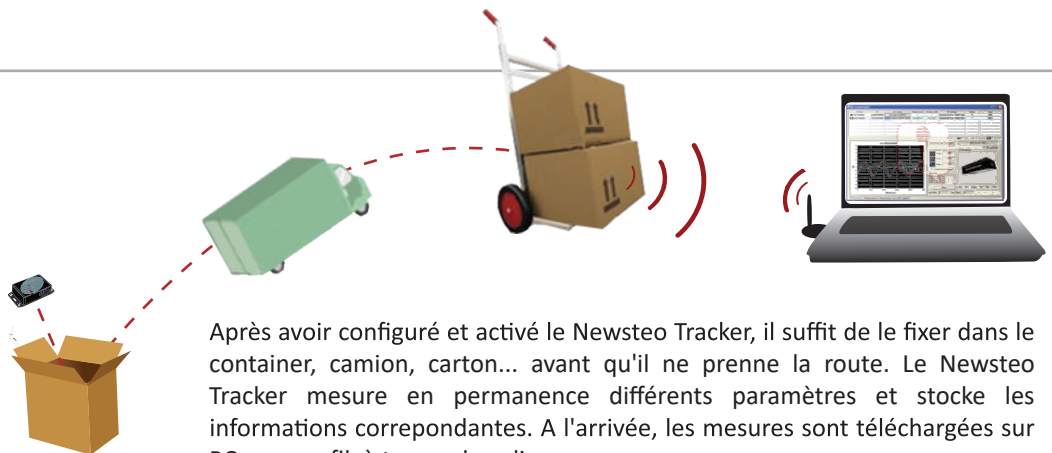 Après avoir configuré et activé le Newsteo Tracker, il suffit de le fixer dans le
container, camion, carton... avant qu'il ne prenne la route. Le Newsteo
Tracker mesure en permanence différents paramètres et stocke les
informations correpondantes. A l'arrivée, les mesures sont téléchargées sur